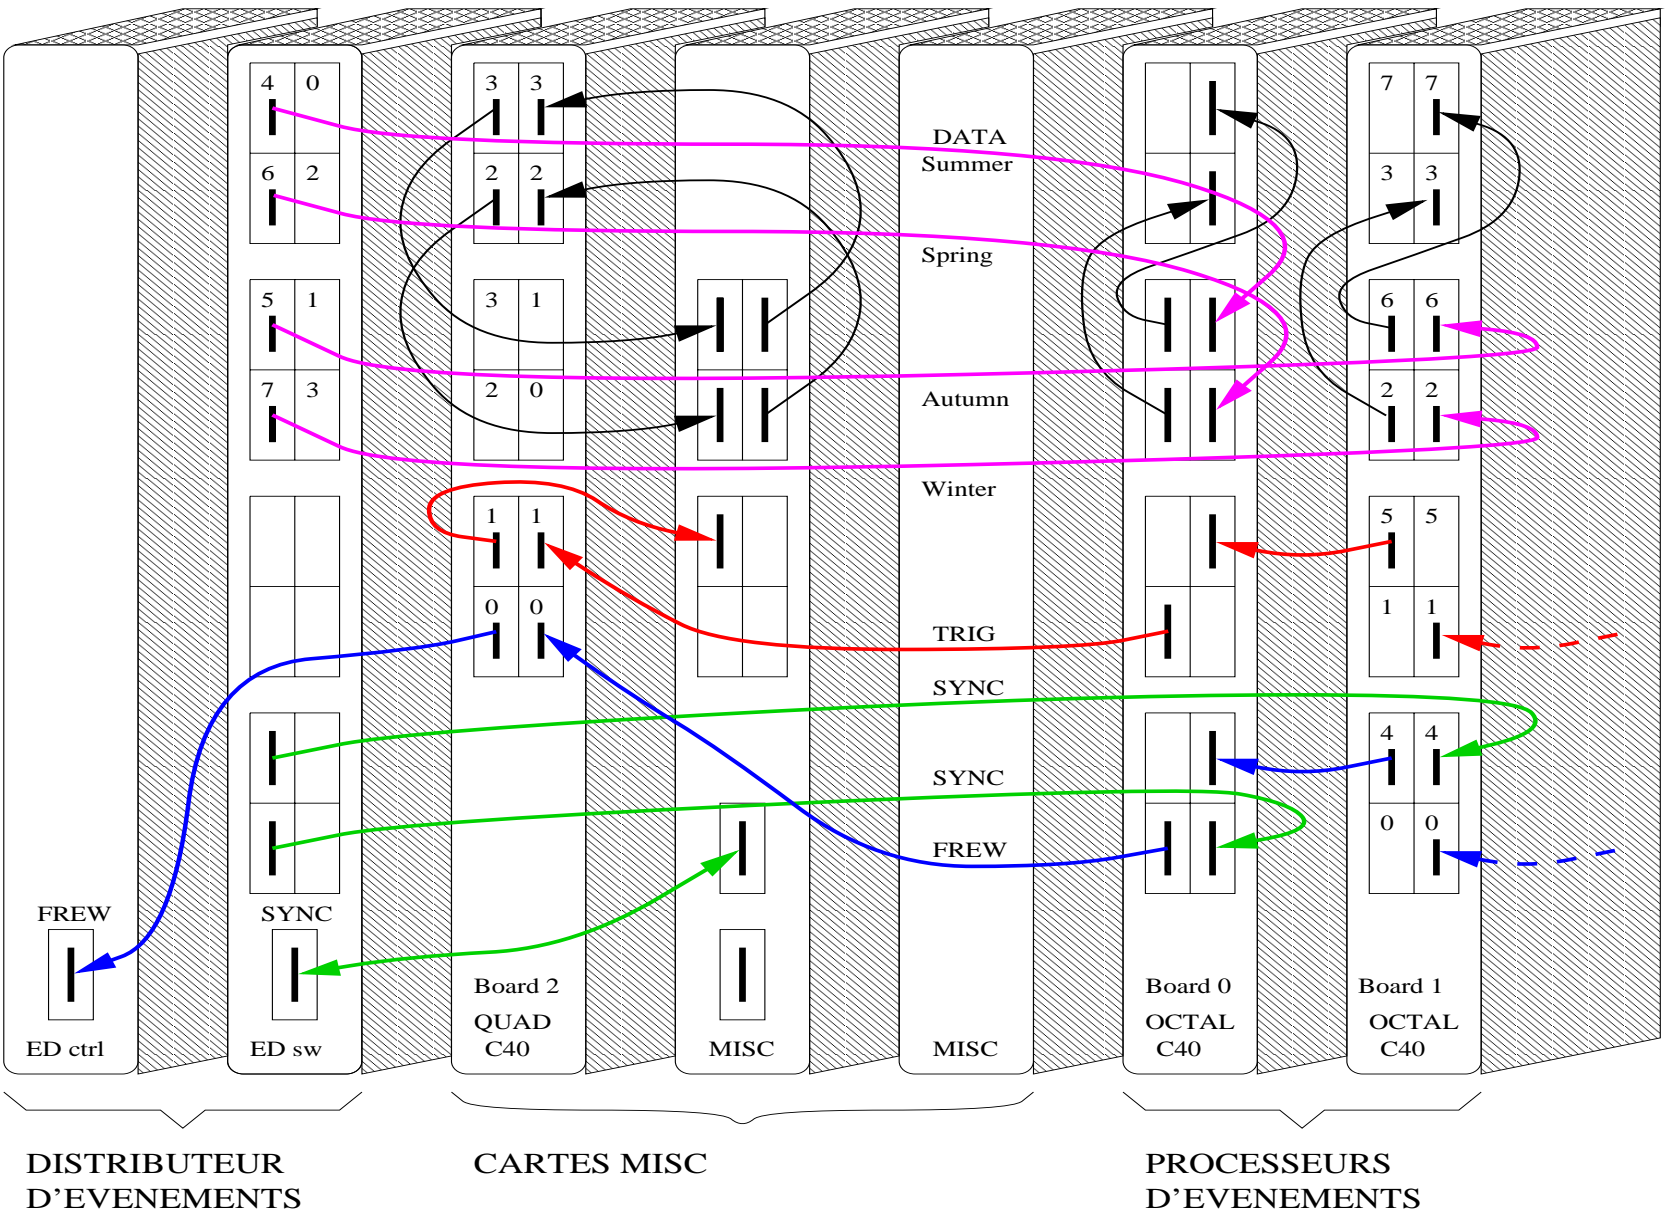 4 0
3 3
7 7
DATA
Summer
6 2
2 2
3 3
Spring
5 1
3 1
6 6
7 3
2 0
2 2
Autumn
Winter
1 1
5 5
0 0
1 1
TRIG
SYNC
4 4
SYNC
0 0
FREW
FREW
SYNC
Board 2
Board 0
Board 1
QUAD
OCTAL
OCTAL
ED ctrl
ED sw
C40
MISC
MISC
C40
C40
DISTRIBUTEUR
D'EVENEMENTS
CARTES MISC
PROCESSEURS
D'EVENEMENTS